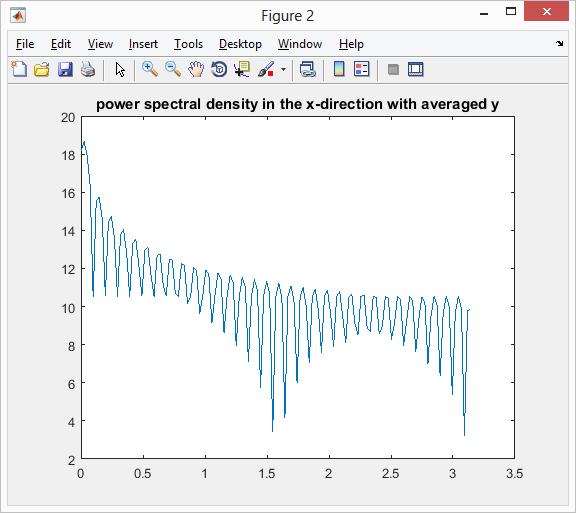 Figure 2
File Edit View Insert Tools Desktop Window Help
power spectral density in the x-direction with averaged y
20
18
16
14
12
10
8
6
4
2
0 0.5 1 1.5 2 2.5 3 3.5